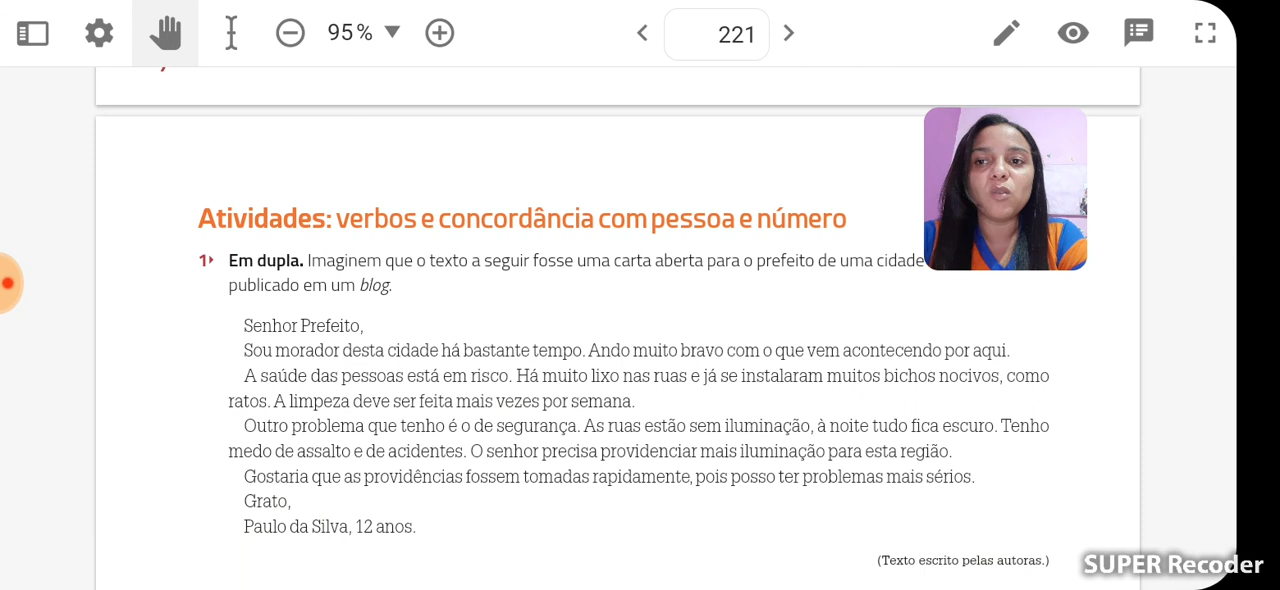 95%
221
Atividades: verbos e concordância com pessoa e número
1 Em dupla. Imaginem que o texto a seguir fosse uma carta aberta para o prefeito de uma cidade
publicado em um blog.
Senhor Prefeito,
Sou morador desta cidade há bastante tempo. Ando muito bravo com o que vem acontecendo por aqui.
A saúde das pessoas está em risco. Há muito lixo nas ruas e já se instalaram muitos bichos nocivos, como
ratos. A limpeza deve ser feita mais vezes por semana.
Outro problema que tenho é o de segurança. As ruas estão sem iluminação, à noite tudo fica escuro. Tenho
medo de assalto e de acidentes. O senhor precisa providenciar mais iluminação para esta região.
Gostaria que as providências fossem tomadas rapidamente, pois posso ter problemas mais sérios.
Grato,
Paulo da Silva, 12 anos.
(Texto escrito pelas autoras.)
SUPER Recoder